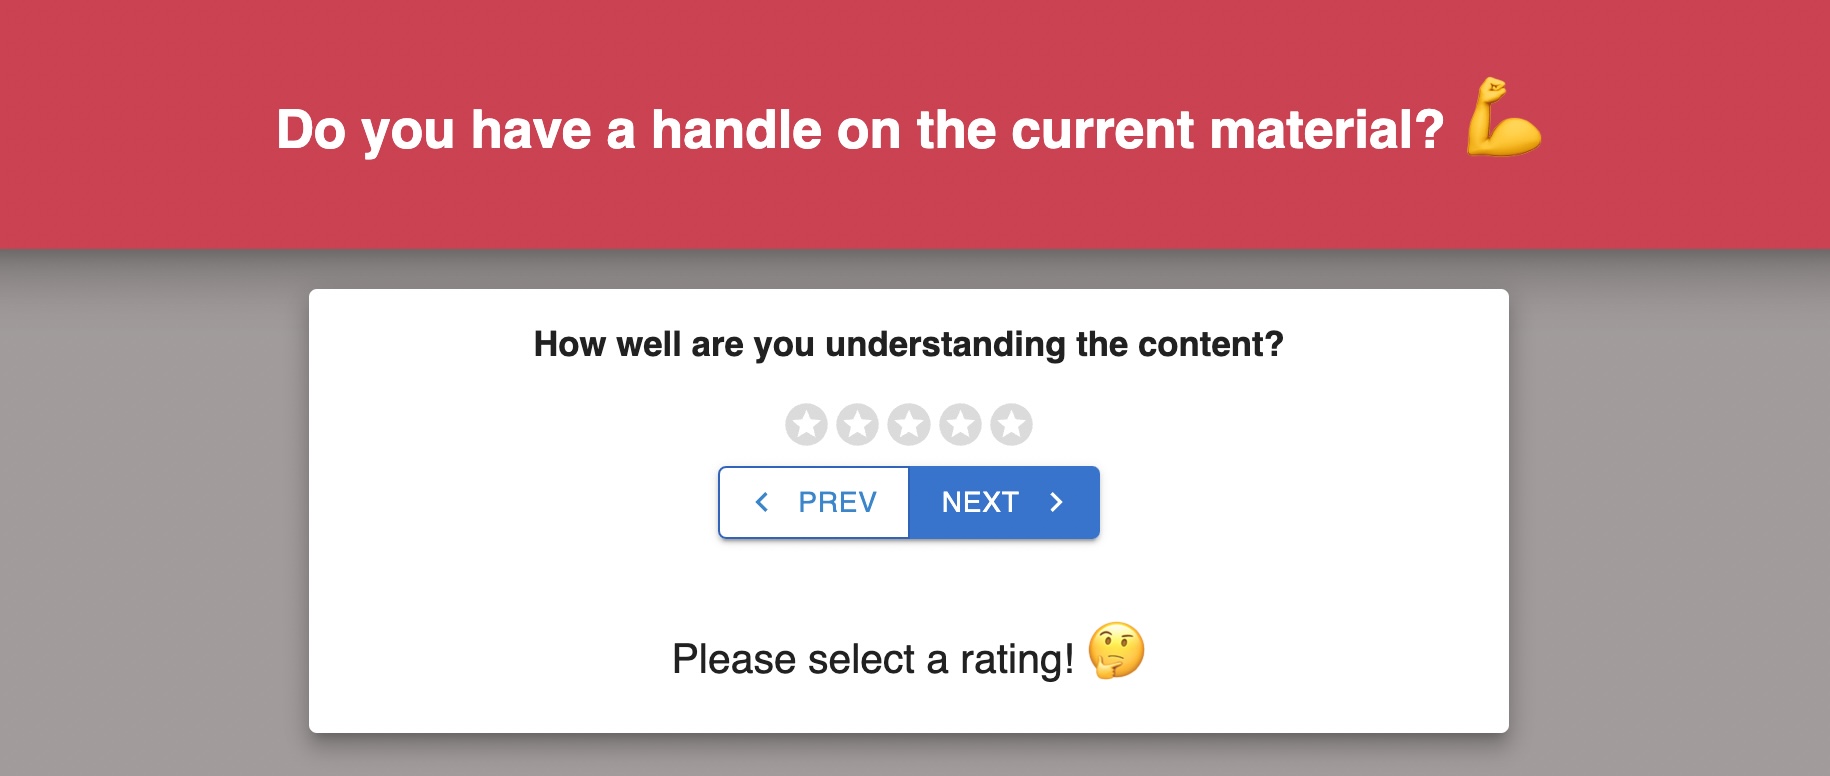 Do you have a handle on the current material? 💪
How well are you understanding the content?
PREV NEXT
Please select a rating! 🤔